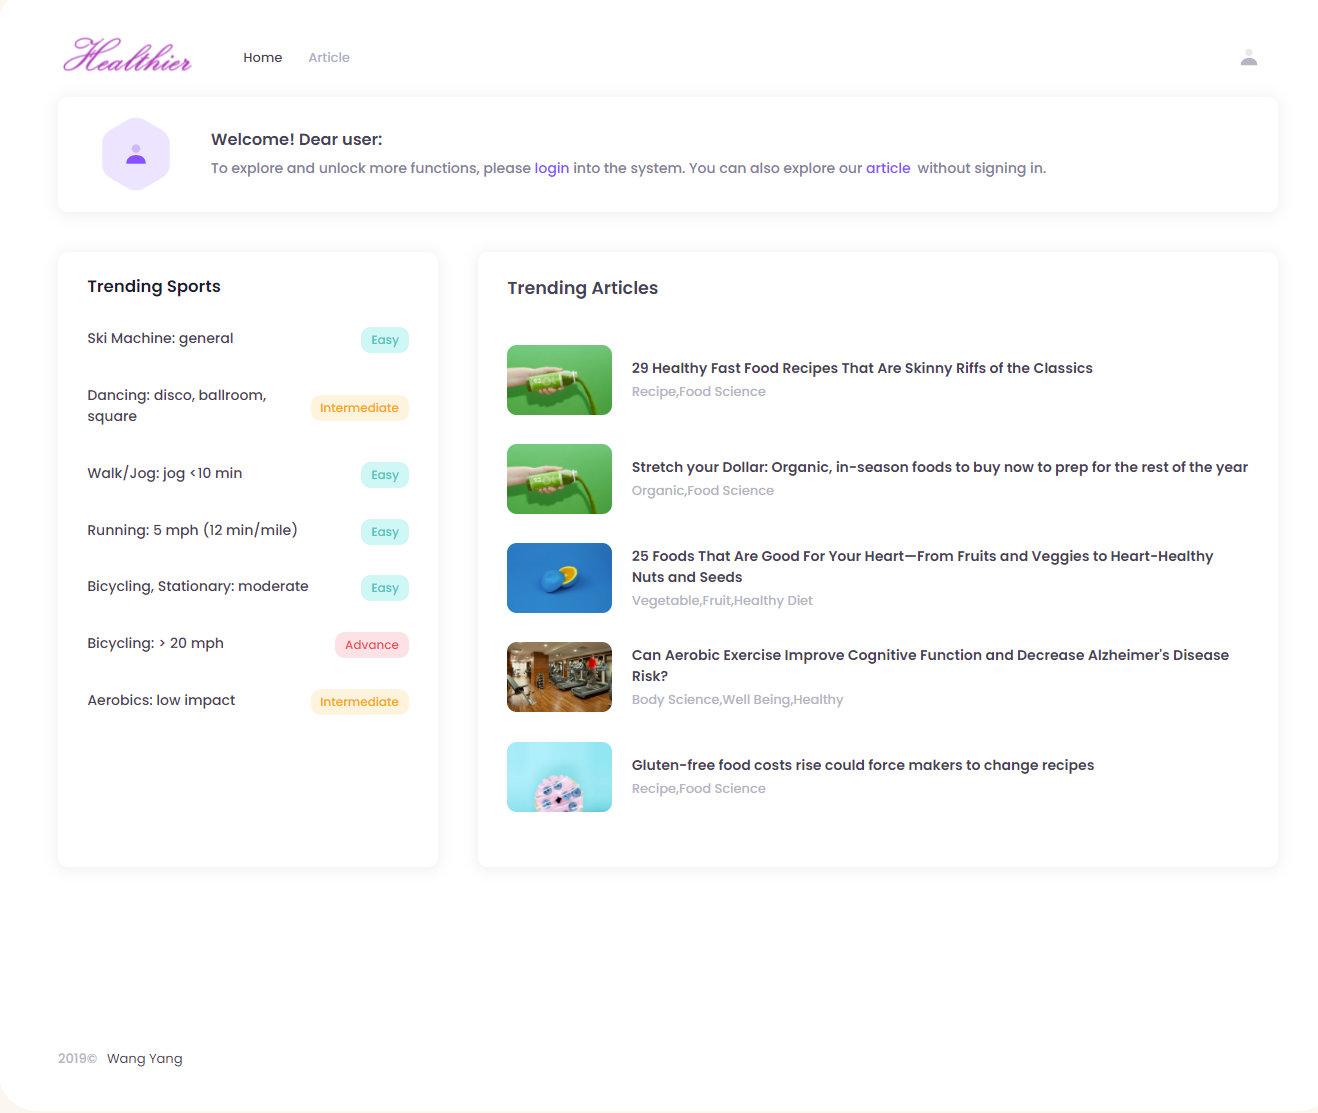 Healthier
Home
Article
Welcome! Dear user:
To explore and unlock more functions, please login into the system. You can also explore our article without signing in.
Trending Sports
Ski Machine: general
Easy
Dancing: disco, ballroom,
square
Intermediate
Walk/Jog: jog <10 min
Easy
Running: 5 mph (12 min/mile)
Easy
Bicycling, Stationary: moderate
Easy
Bicycling: > 20 mph
Advance
Aerobics: low impact
Intermediate
Trending Articles
29 Healthy Fast Food Recipes That Are Skinny Riffs of the Classics
Recipe,Food Science
Stretch your Dollar: Organic, in-season foods to buy now to prep for the rest of the year
Organic,Food Science
25 Foods That Are Good For Your Heart—From Fruits and Veggies to Heart-Healthy
Nuts and Seeds
Vegetable,Fruit,Healthy Diet
Can Aerobic Exercise Improve Cognitive Function and Decrease Alzheimer's Disease
Risk?
Body Science,Well Being,Healthy
Gluten-free food costs rise could force makers to change recipes
Recipe,Food Science
2019© Wang Yang